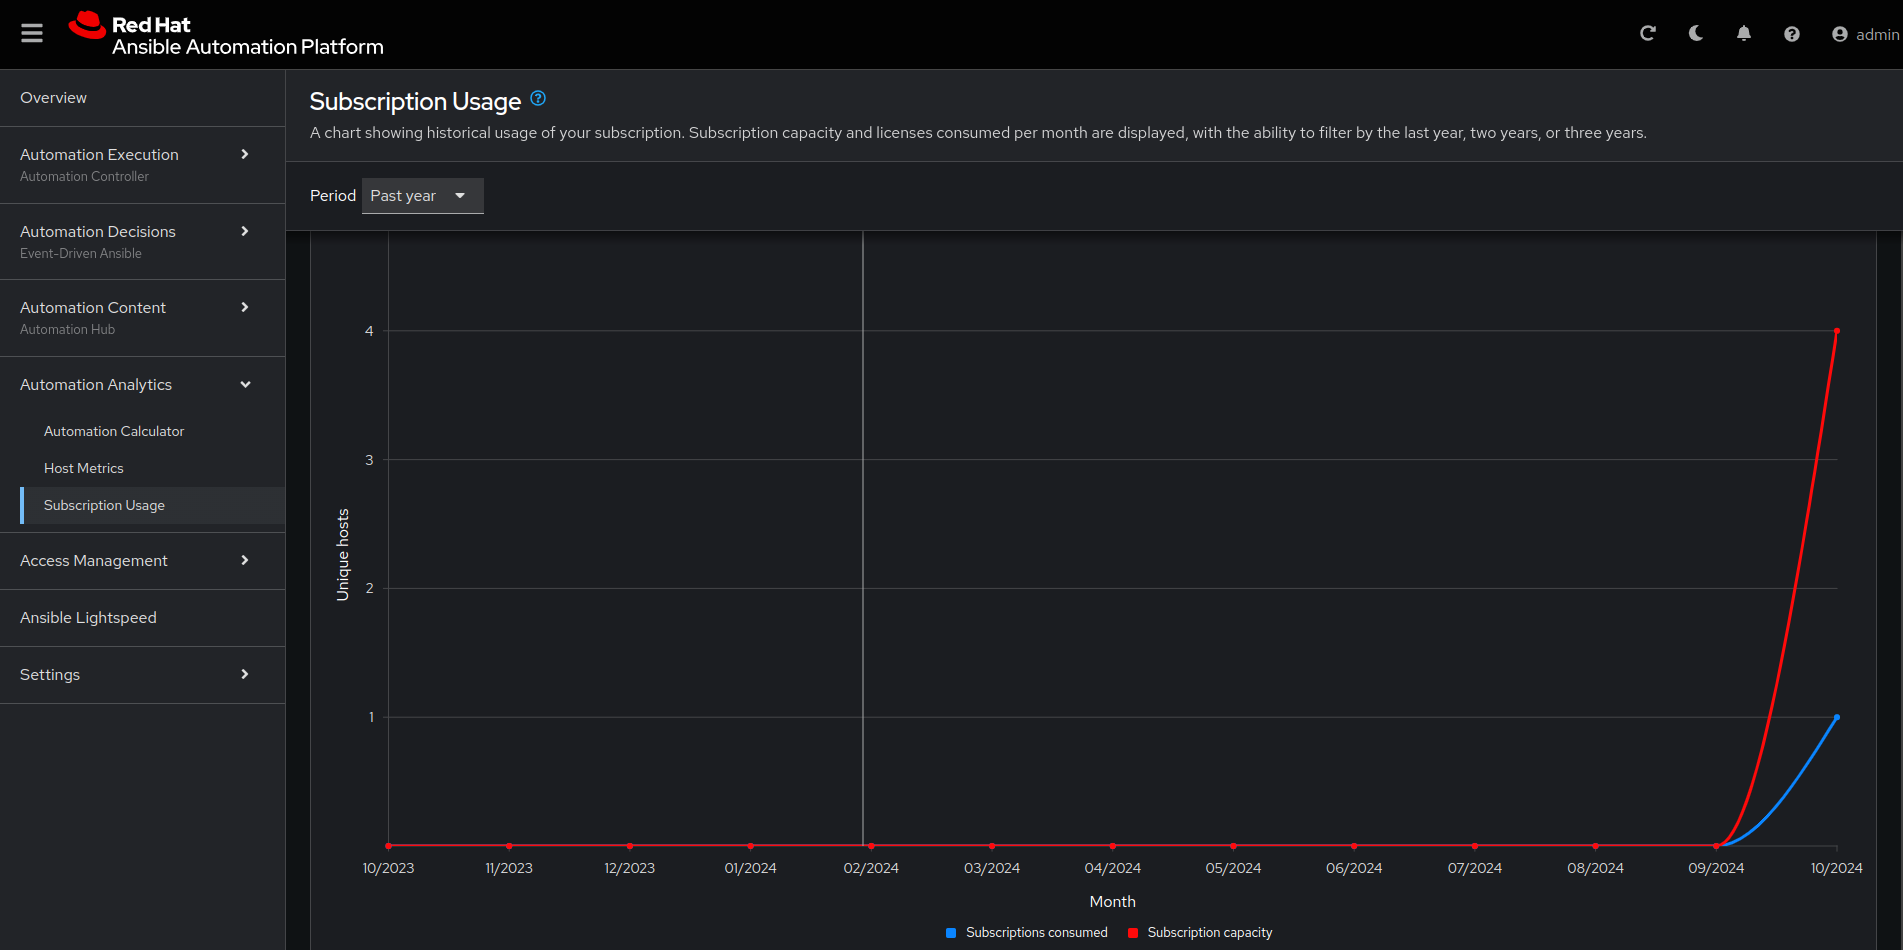 Red Hat
Ansible Automation Platform
admin
Overview
Automation Execution
Automation Controller
Automation Decisions
Event-Driven Ansible
Automation Content
Automation Hub
Automation Analytics
Automation Calculator
Host Metrics
Subscription Usage
Access Management
Ansible Lightspeed
Settings
Subscription Usage
A chart showing historical usage of your subscription. Subscription capacity and licenses consumed per month are displayed, with the ability to filter by the last year, two years, or three years.
Period Past year
4
3
2
1
Unique hosts
10/2023 11/2023 12/2023 01/2024 02/2024 03/2024 04/2024 05/2024 06/2024 07/2024 08/2024 09/2024 10/2024
Month
Subscriptions consumed Subscription capacity